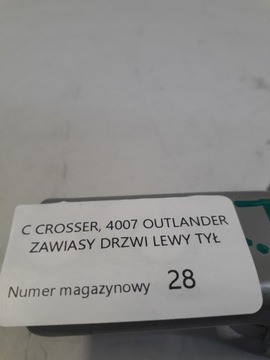 C CROSSER, 4007 OUTLANDER
ZAWIASY DRZWI LEWY TYŁ
Numer magazynowy 28